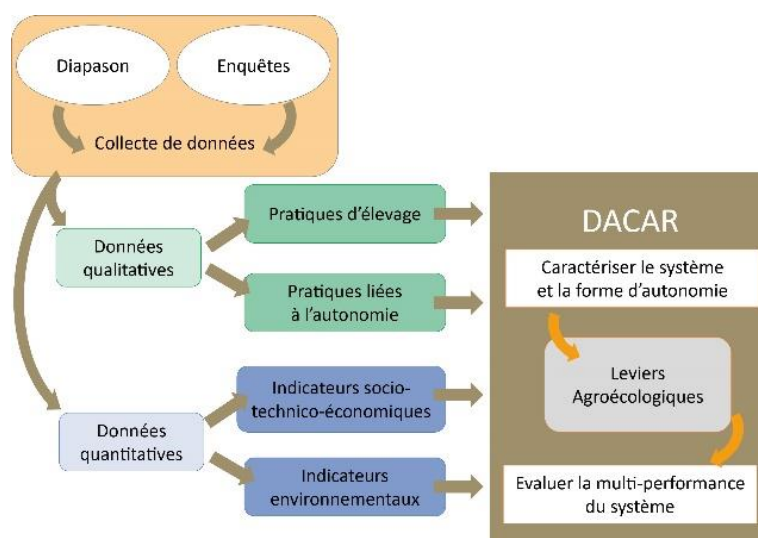 Diapason
Enquêtes
Collecte de données
Données
qualitatives
Pratiques d'élevage
Pratiques liées
à l'autonomie
Données
quantitatives
Indicateurs socio-
technico-économiques
Indicateurs
environnementaux
DACAR
Caractériser le système
et la forme d'autonomie
Leviers
Agroécologiques
Evaluer la multi-performance
du système